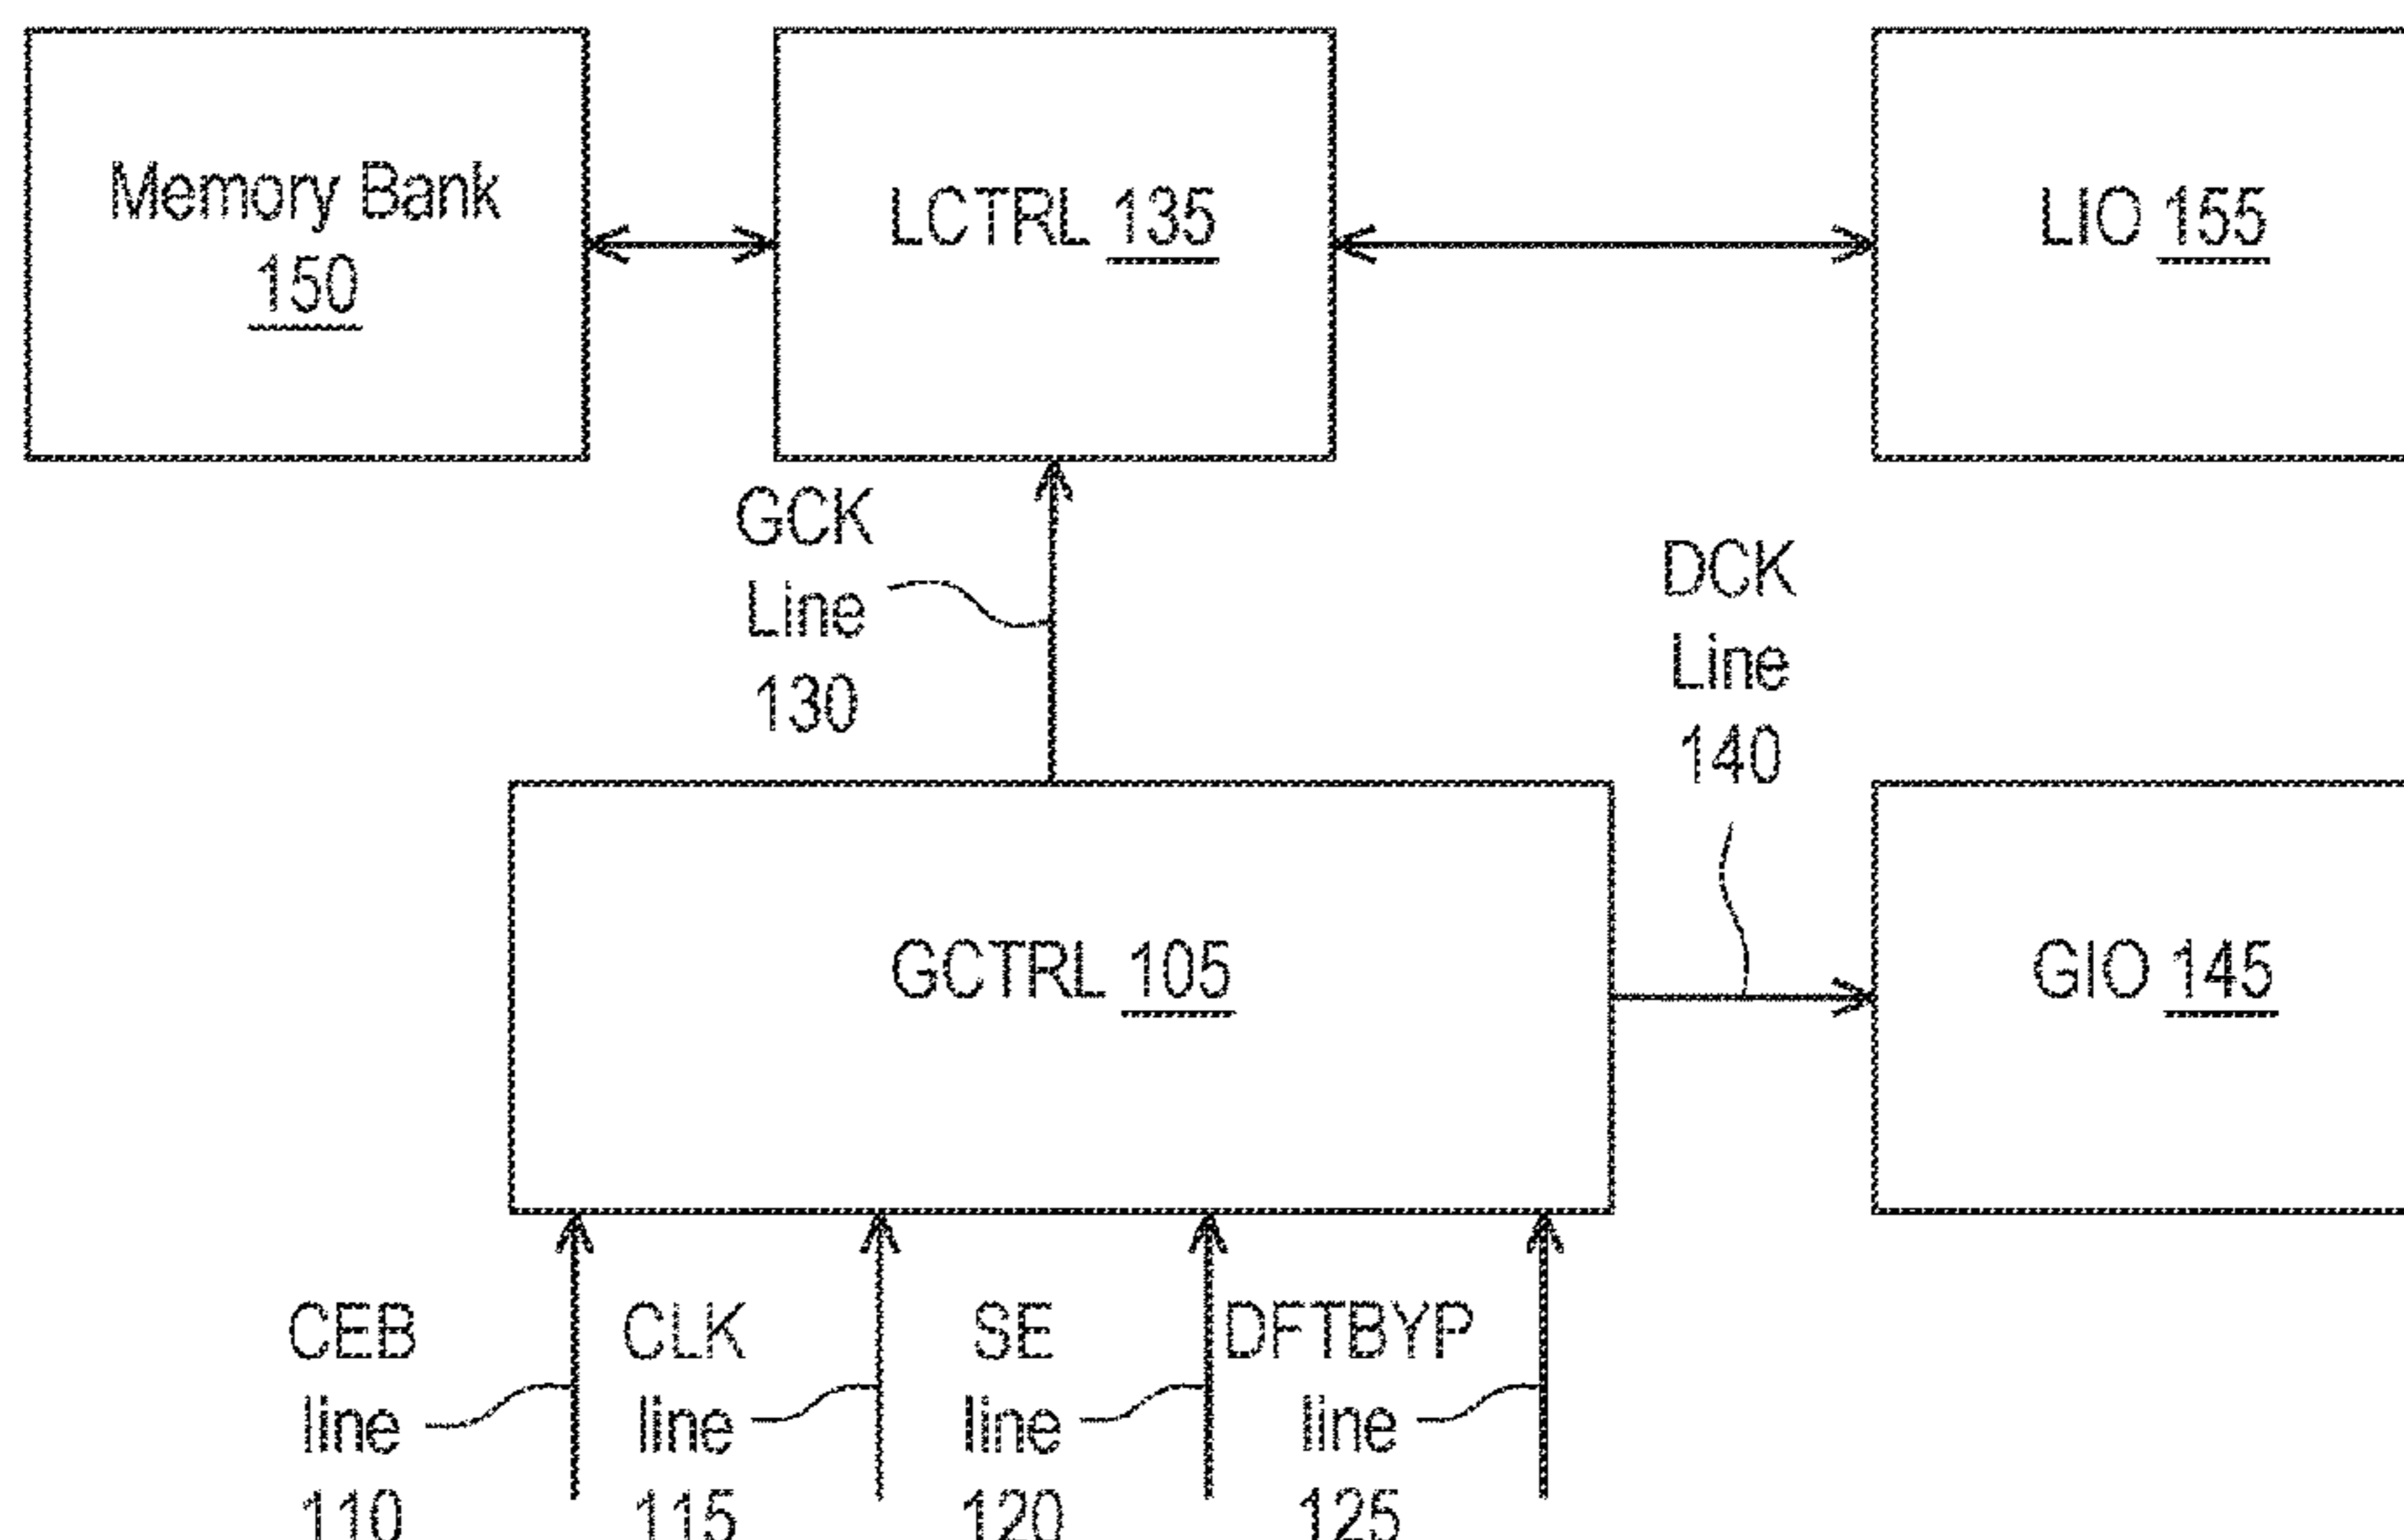 Memory Bank
150
LCTRL 135
LIO 155
GCK
Line
130
DCK
Line
140
GCTRL 105
GIO 145
CEB
line
110
CLK
line
115
SE
line
120
DFTBYP
line
125